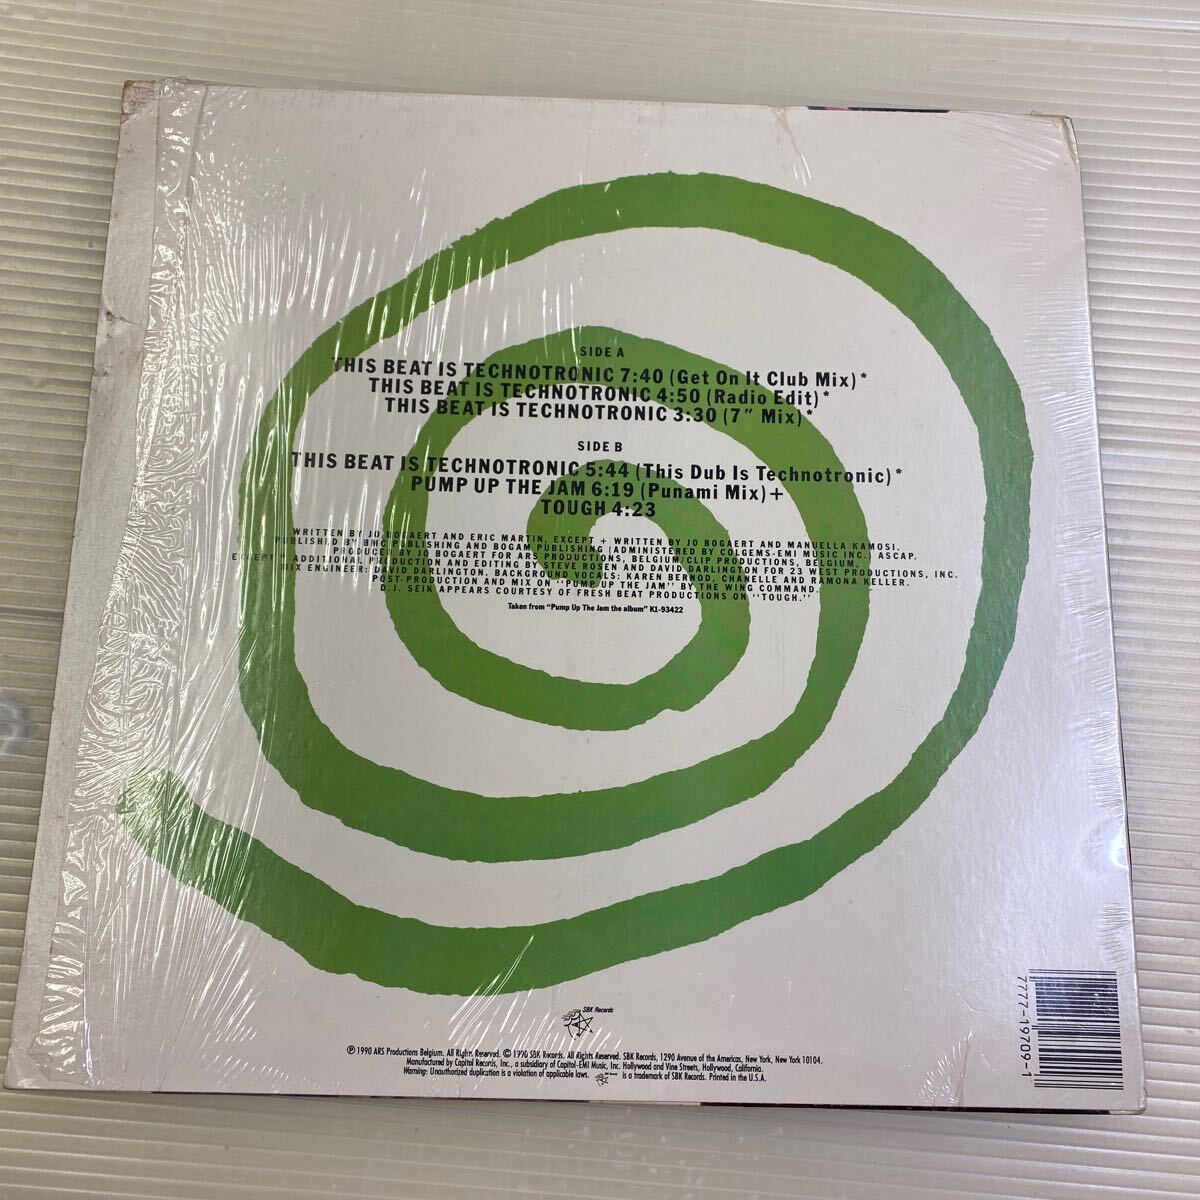 SIDE A
THIS BEAT IS TECHNOTRONIC 7:40 (Get On It Club Mix)*
THIS BEAT IS TECHNOTRONIC 4:50 (Radio Edit)*
THIS BEAT IS TECHNOTRONIC 3:30 (7" Mix)*
SIDE B
THIS BEAT IS TECHNOTRONIC 5:44 (This Dub Is Technotronic)*
PUMP UP THE JAM 6:19 (Punami Mix)+
TOUGH 4:23
WRITTEN BY JO BOGAERT AND ERIC MARTIN, EXCEPT + WRITTEN BY JO BOGAERT AND MANUELLA KAMOSI.
PUBLISHED BY BMC PUBLISHING AND BOGAM PUBLISHING (ADMINISTERED BY COLGEMS-EMI MUSIC INC.) ASCAP.
PRODUCED BY JO BOGAERT FOR ARS PRODUCTIONS, BELGIUM/CLIP PRODUCTIONS, BELGIUM,
EXCEPT * ADDITIONAL PRODUCTION AND EDITING BY STEVE ROSEN AND DAVID DARLINGTON FOR 23 WEST PRODUCTIONS, INC.
MIX ENGINEER: DAVID DARLINGTON. BACKGROUND VOCALS: KAREN BERNOD, CHANELLE AND RAMONA KELLER.
POST-PRODUCTION AND MIX ON "PUMP UP THE JAM" BY THE WING COMMAND.
D.J. SEIK APPEARS COURTESY OF FRESH BEAT PRODUCTIONS ON "TOUGH."
Taken from "Pump Up The Jam the album" K1-93422
SBK Records
℗ 1990 ARS Productions Belgium. All Rights Reserved. © 1990 SBK Records. All Rights Reserved. SBK Records, 1290 Avenue of the Americas, New York, New York 10104.
Manufactured by Capitol Records, Inc., a subsidiary of Capitol-EMI Music, Inc. Hollywood and Vine Streets, Hollywood, California.
Warning: Unauthorized duplication is a violation of applicable laws. is a trademark of SBK Records. Printed in the U.S.A.
7777-19709-1